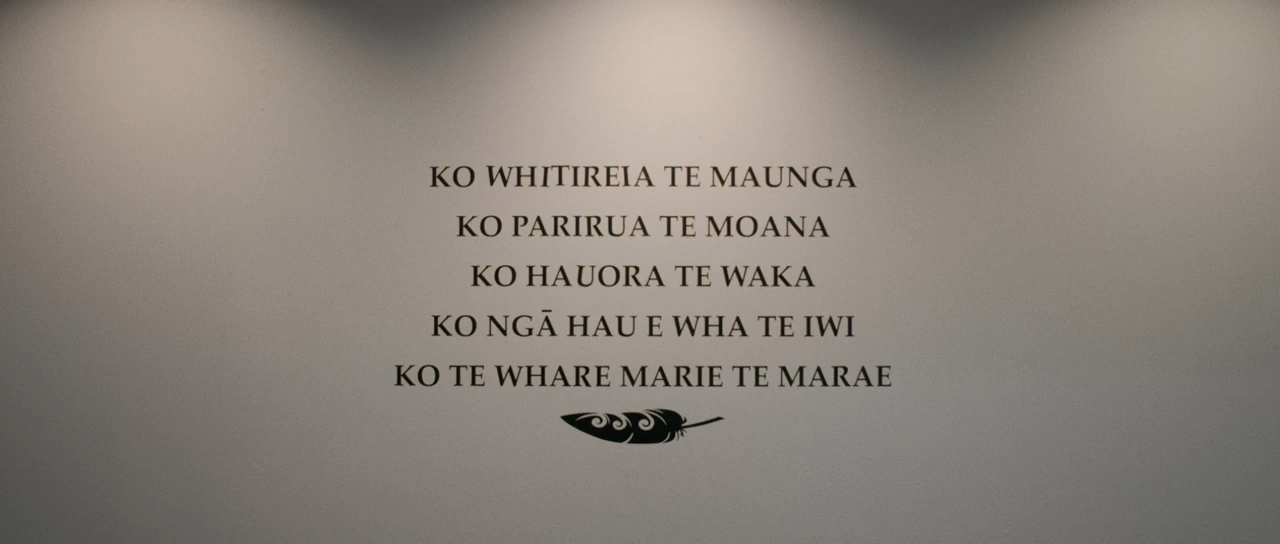 KO WHITIREIA TE MAUNGA
KO PARIRUA TE MOANA
KO HAUORA TE WAKA
KO NGĀ HAU E WHA TE IWI
KO TE WHARE MARIE TE MARAE